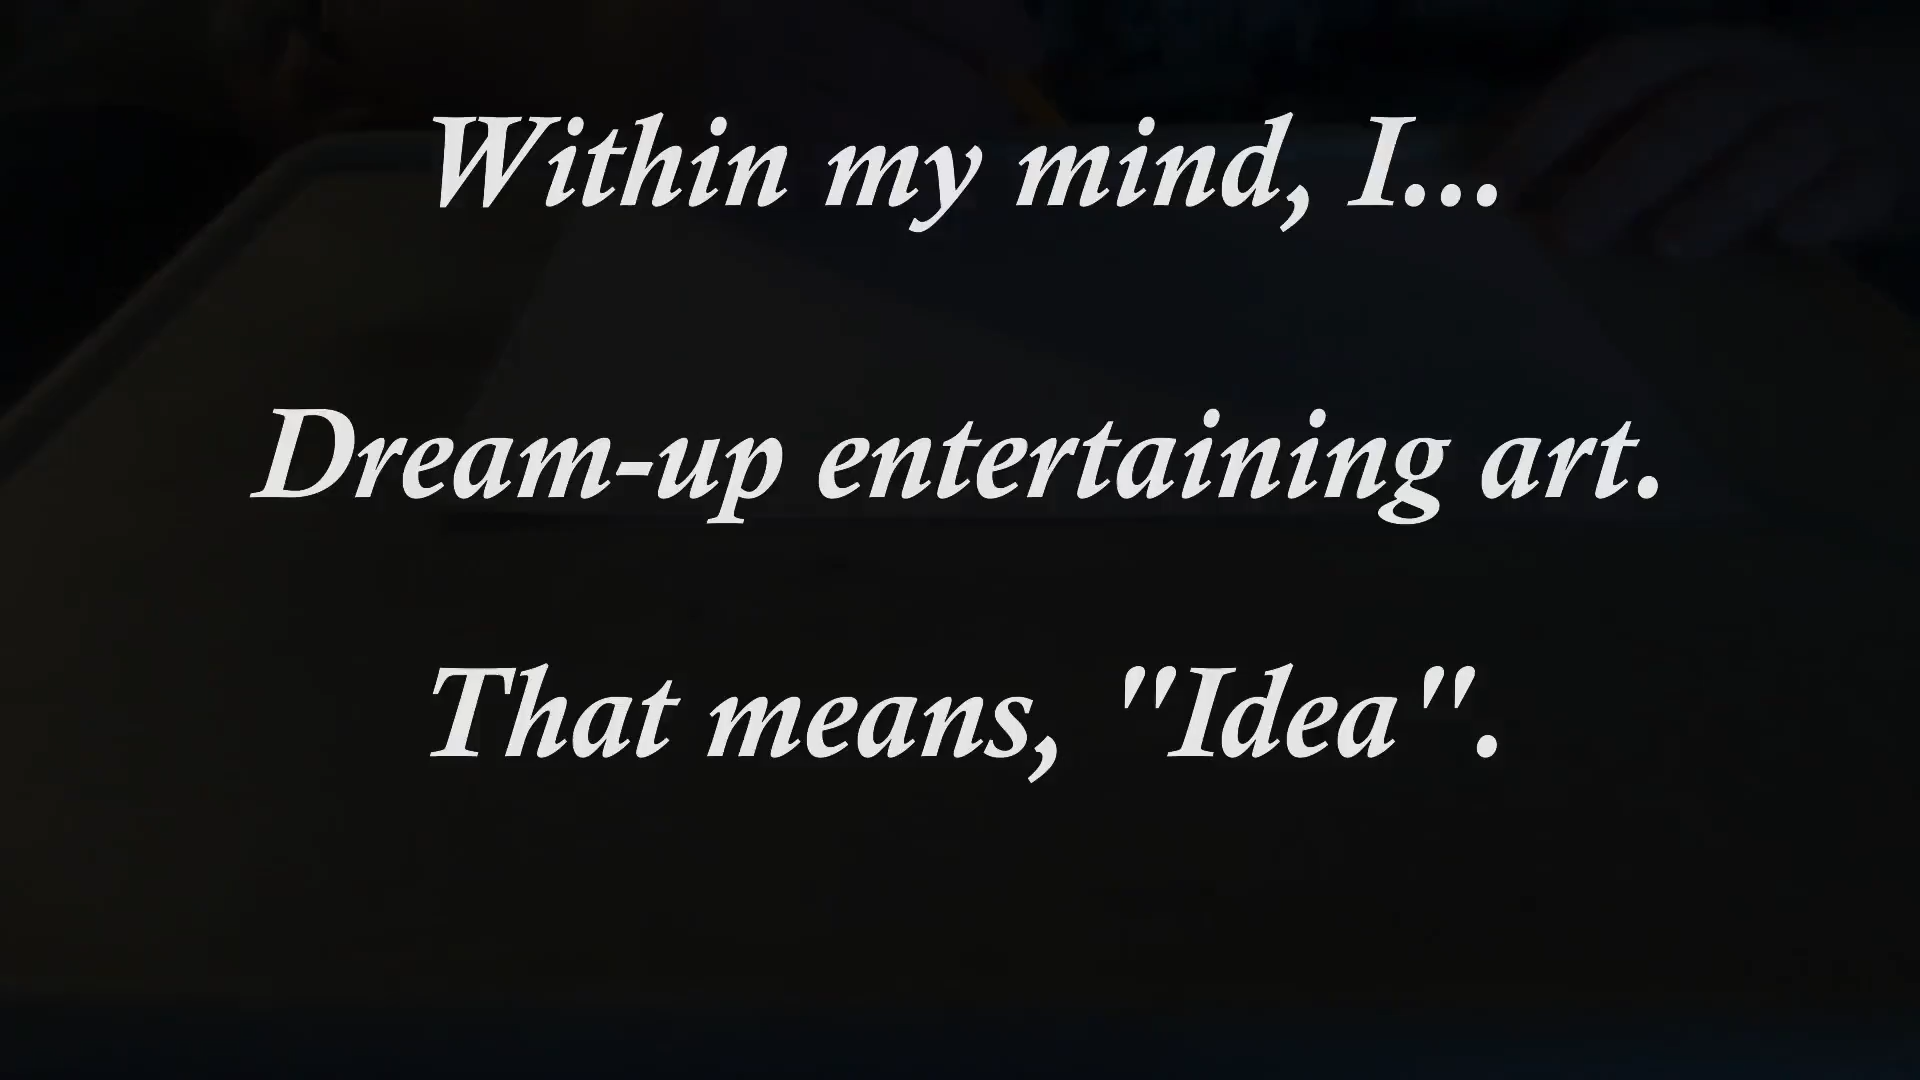 Within my mind, I...
Dream-up entertaining art.
That means, "Idea".